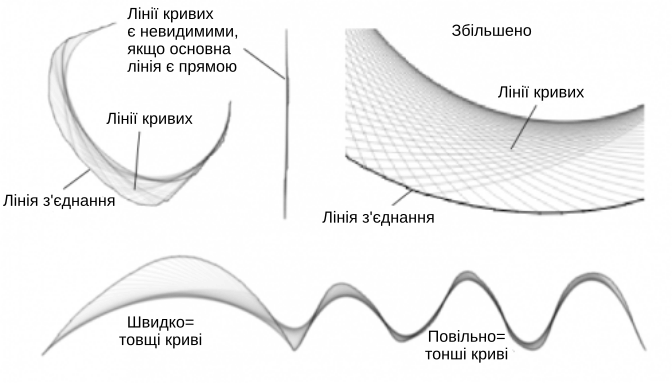 Лінії кривих
є невидимими,
якщо основна
лінія є прямою
Лінії кривих
Лінія з'єднання
Збільшено
Лінії кривих
Лінія з'єднання
Швидко=
товщі криві
Повільно=
тонші криві